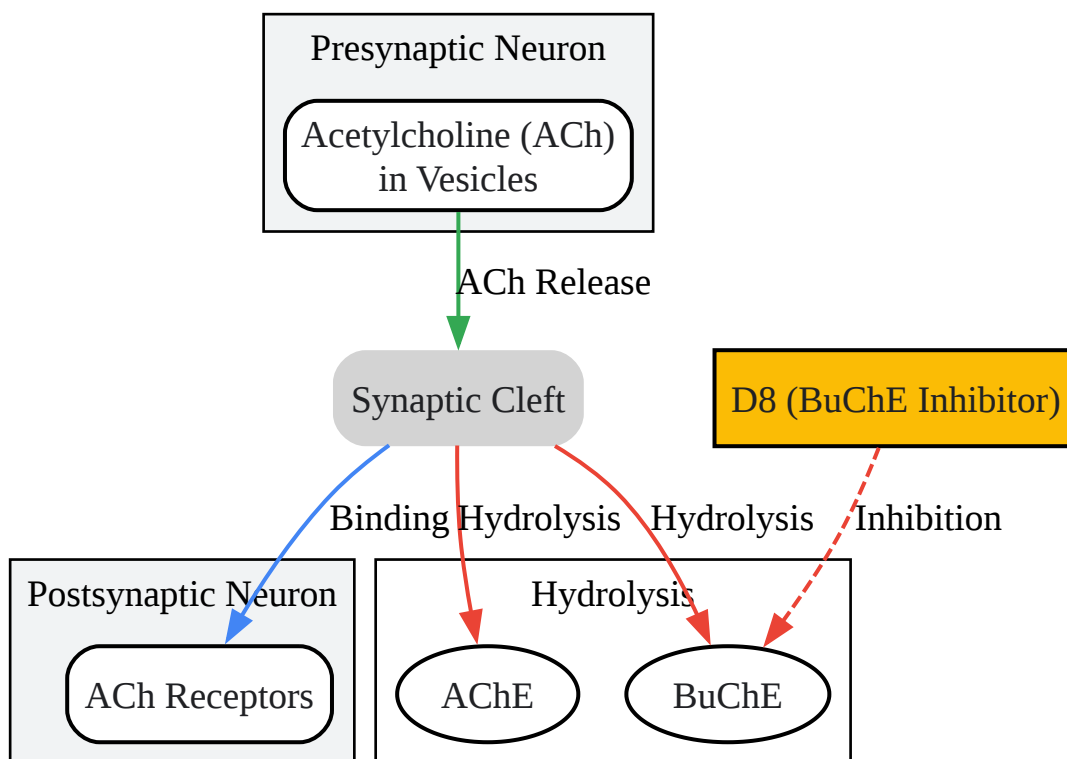 Presynaptic Neuron
Acetylcholine (ACh)
in Vesicles
ACh Release
Synaptic Cleft
D8 (BuChE Inhibitor)
Binding
Hydrolysis
Hydrolysis
Inhibition
Postsynaptic Neuron
Hydrolysis
ACh Receptors
AChE
BuChE